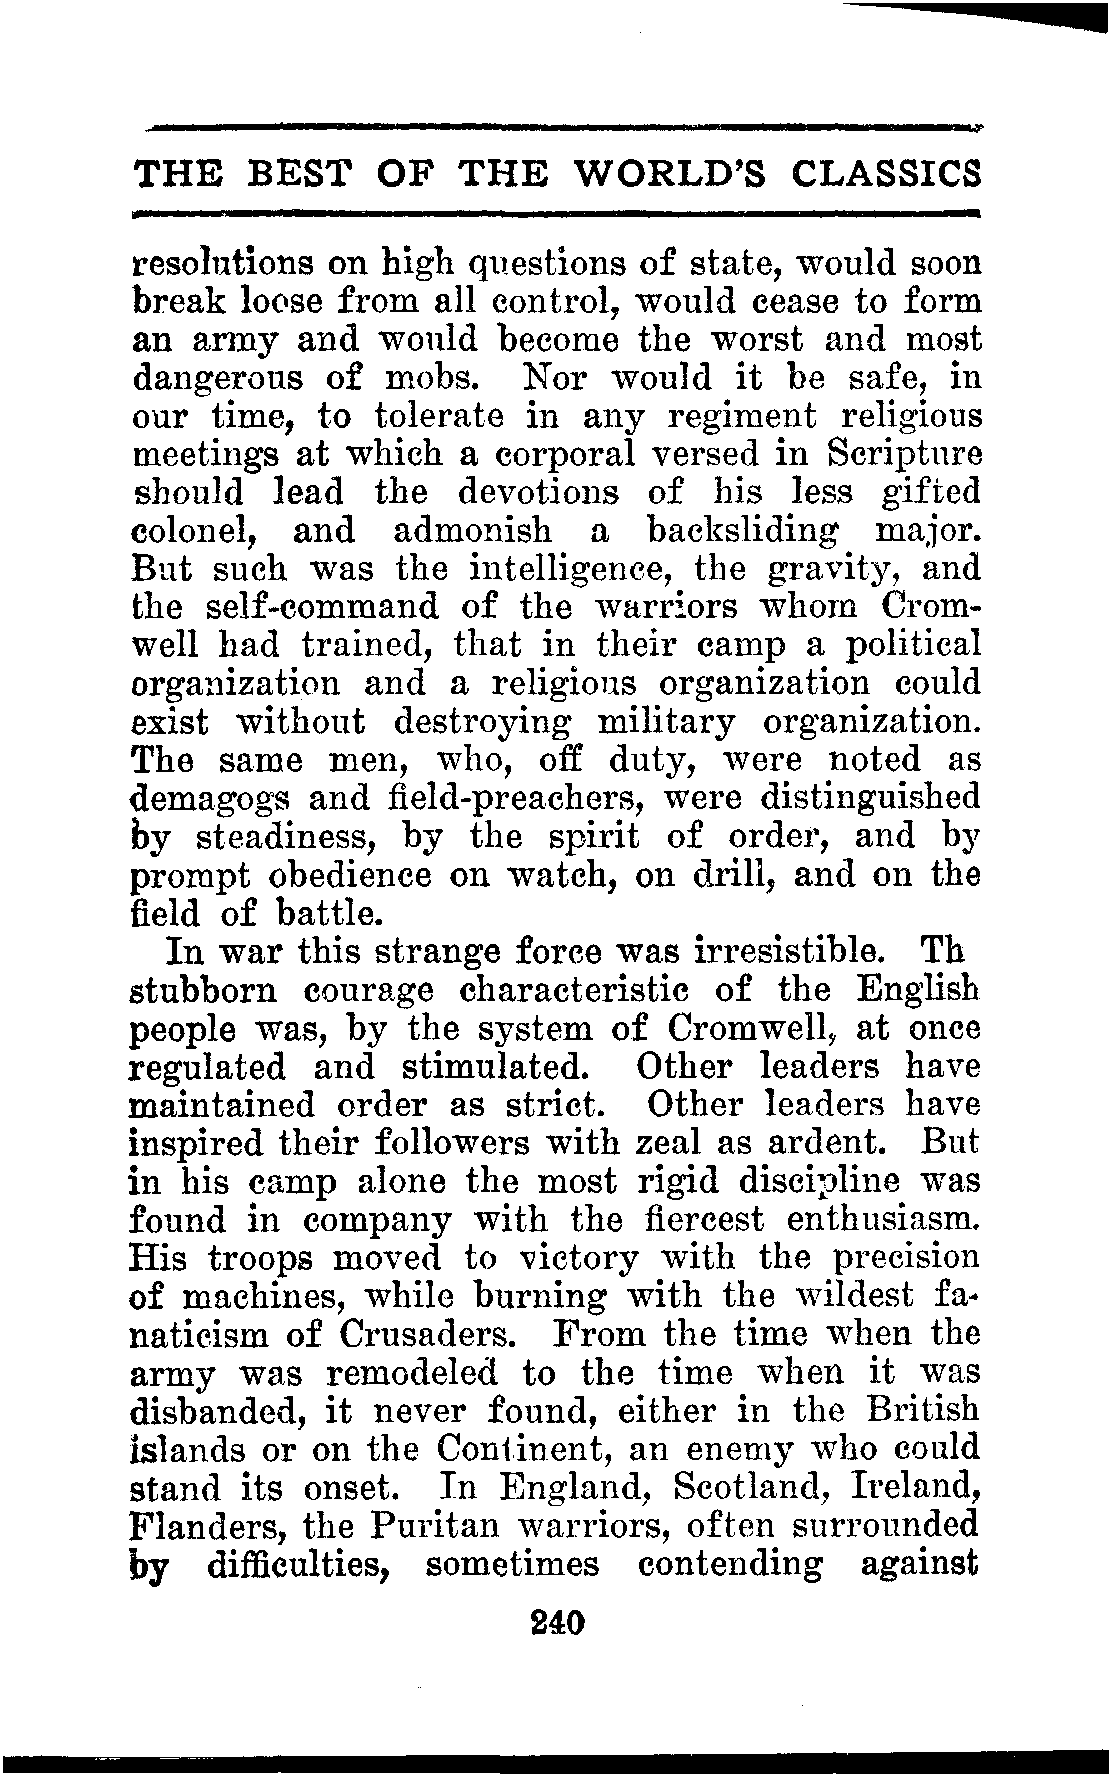 THE BEST OF THE WORLD'S CLASSICS
resolutions on high questions of state, would soon
break loose from all control, would cease to form
an army and would become the worst and most
dangerous of mobs. Nor would it be safe, in
our time, to tolerate in any regiment religious
meetings at which a corporal versed in Scripture
should lead the devotions of his less gifted
colonel, and admonish a backsliding major.
But such was the intelligence, the gravity, and
the self-command of the warriors whom Crom-
well had trained, that in their camp a political
organization and a religious organization could
exist without destroying military organization.
The same men, who, off duty, were noted as
demagogs and field-preachers, were distinguished
by steadiness, by the spirit of order, and by
prompt obedience on watch, on drill, and on the
field of battle.
In war this strange force was irresistible. Th
stubborn courage characteristic of the English
people was, by the system of Cromwell, at once
regulated and stimulated. Other leaders have
maintained order as strict. Other leaders have
inspired their followers with zeal as ardent. But
in his camp alone the most rigid discipline was
found in company with the fiercest enthusiasm.
His troops moved to victory with the precision
of machines, while burning with the wildest fa-
naticism of Crusaders. From the time when the
army was remodeled to the time when it was
disbanded, it never found, either in the British
islands or on the Continent, an enemy who could
stand its onset. In England, Scotland, Ireland,
Flanders, the Puritan warriors, often surrounded
by difficulties, sometimes contending against
240